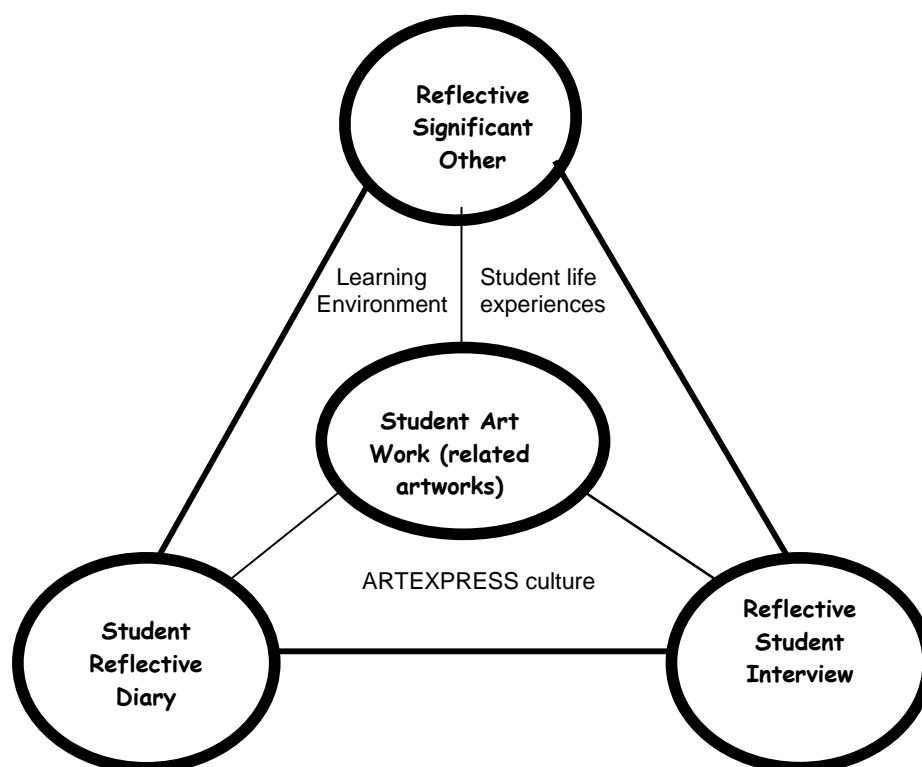 Reflective
Significant
Other
Learning
Environment
Student life
experiences
Student Art
Work (related
artworks)
ARTEXPRESS culture
Student
Reflective
Diary
Reflective
Student
Interview